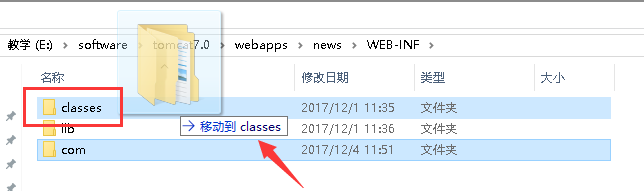 教学 (E:) › software › tomcat7.0 › webapps › news › WEB-INF ›
名称 修改日期 类型 大小
classes 2017/12/1 11:35 文件夹
移动到 classes
lib 2017/12/1 11:36 文件夹
com 2017/12/4 11:51 文件夹